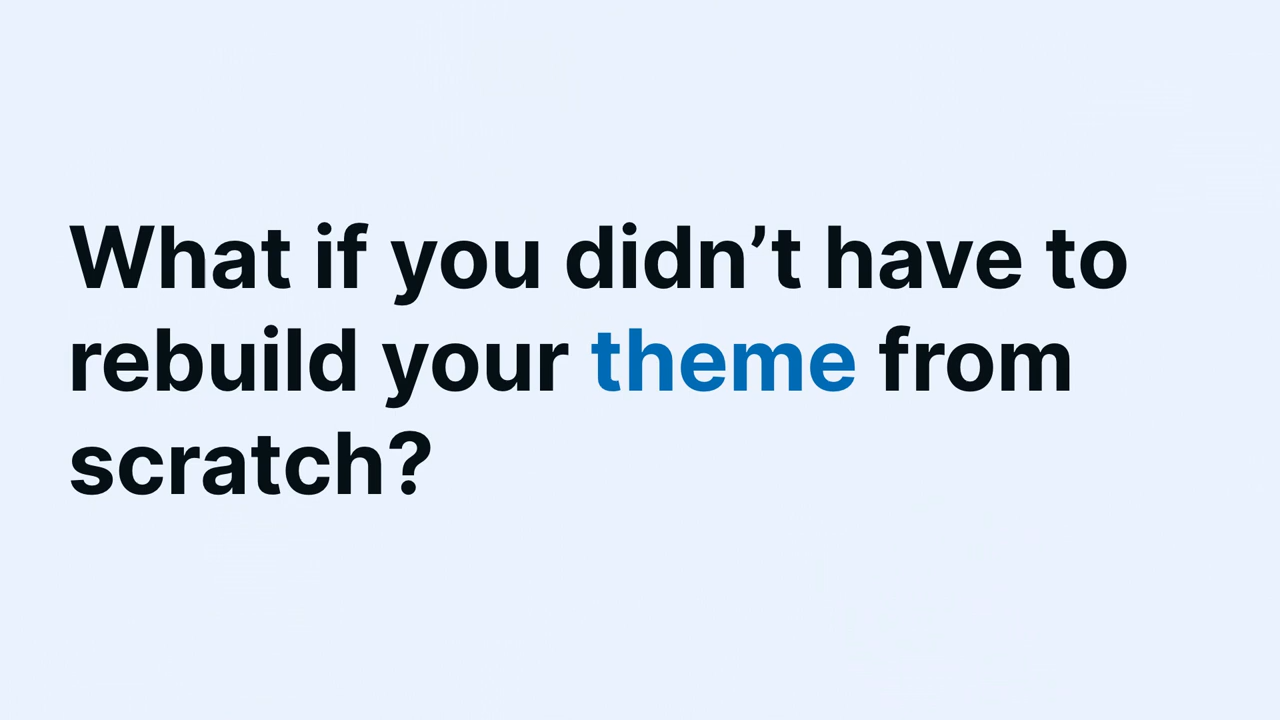 What if you didn’t have to
rebuild your theme from
scratch?